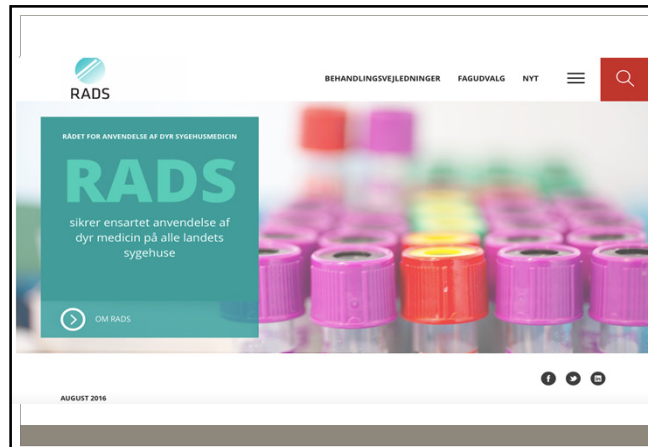 RADS
BEHANDLINGSVEJLEDNINGER FAGUDVALG NYT
RÅDET FOR ANVENDELSE AF DYR SYGEHUSMEDICIN
RADS
sikrer ensartet anvendelse af
dyr medicin på alle landets
sygehuse
OM RADS
AUGUST 2016